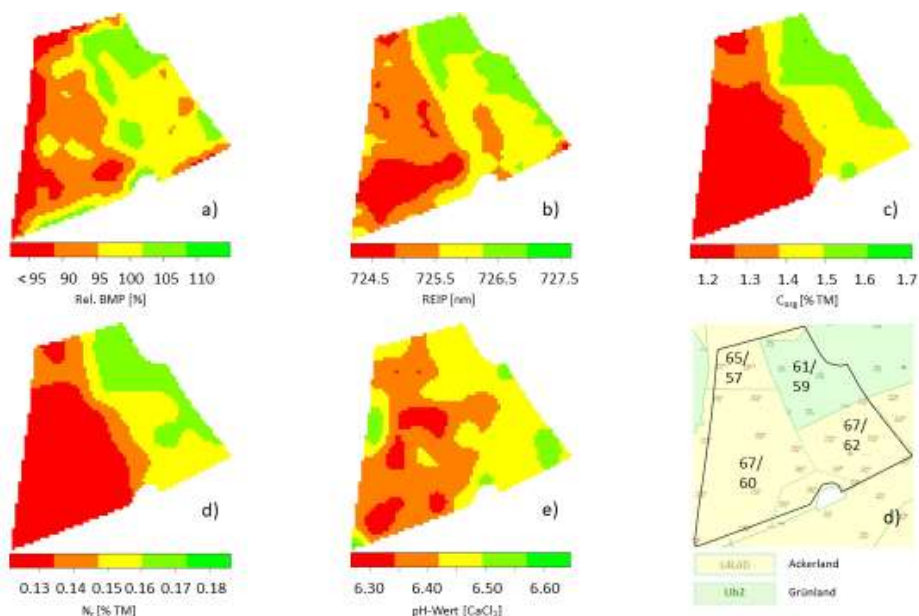 a)
<95 90 95 100 105 110
Rel. BMP [%]
b)
724.5 725.5 726.5 727.5
REIP [nm]
c)
1.2 1.3 1.4 1.5 1.6 1.7
Corg [% TM]
d)
0.13 0.14 0.15 0.16 0.17 0.18
Nt [% TM]
e)
6.30 6.40 6.50 6.60
pH-Wert [CaCl2]
65/
57
61/
59
67/
62
67/
60
d)
Ackerland
Grünland